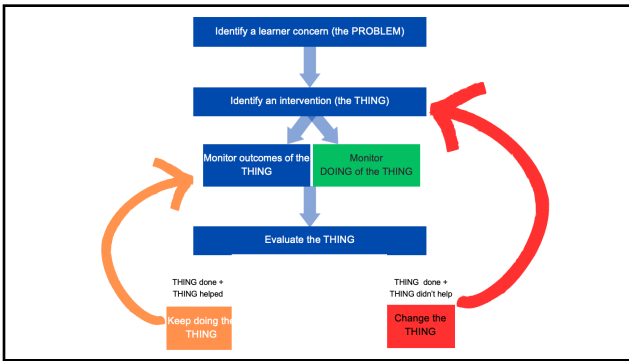 Identify a learner concern (the PROBLEM)
Identify an intervention (the THING)
Monitor outcomes of the
THING
Monitor
DOING of the THING
Evaluate the THING
THING done +
THING helped
THING done +
THING didn't help
Keep doing the
THING
Change the
THING